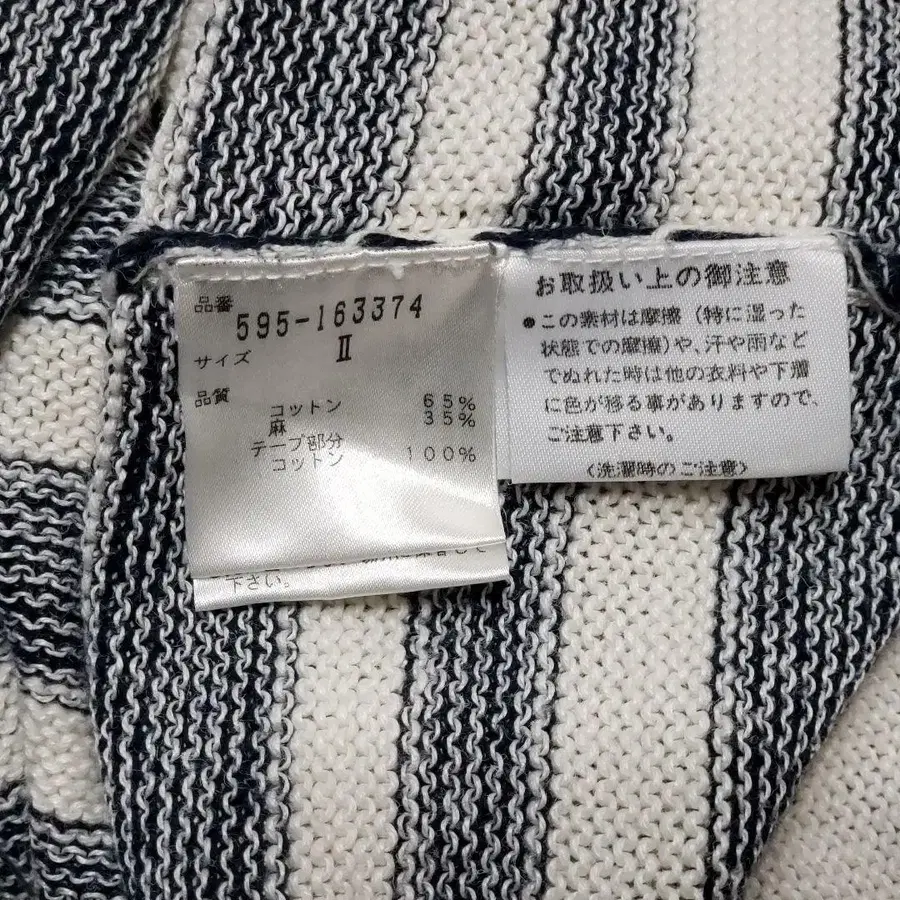 品番
595-163374
サイズ
II
品質
コットン 65%
麻 35%
テープ部分
コットン 100%
下さい。
お取扱い上の御注意
●この素材は摩擦（特に湿った
状態での摩擦）や、汗や雨など
でぬれた時は他の衣料や下着
に色が移る事がありますので、
ご注意下さい。
（洗濯時のご注意）